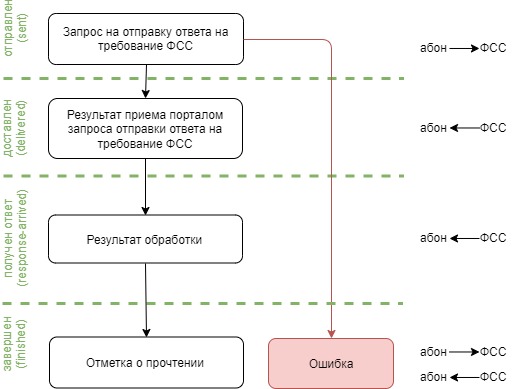 отправлен
(sent)
Запрос на отправку ответа на
требование ФСС
абон ФСС
доставлен
(delivered)
Результат приема порталом
запроса отправки ответа на
требование ФСС
абон ФСС
получен ответ
(response-arrived)
Результат обработки
абон ФСС
завершен
(finished)
Отметка о прочтении
Ошибка
абон ФСС
абон ФСС